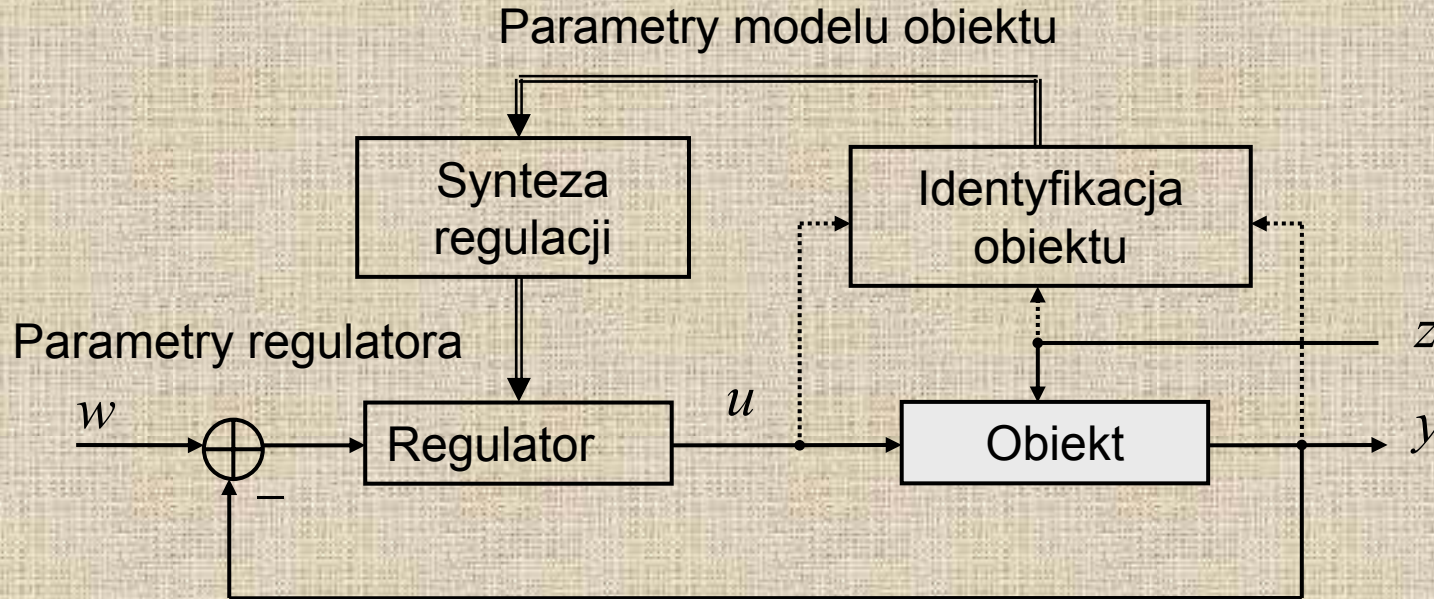 Parametry modelu obiektu
Synteza
regulacji
Identyfikacja
obiektu
Parametry regulatora
z
w
u
y
Regulator
Obiekt
−